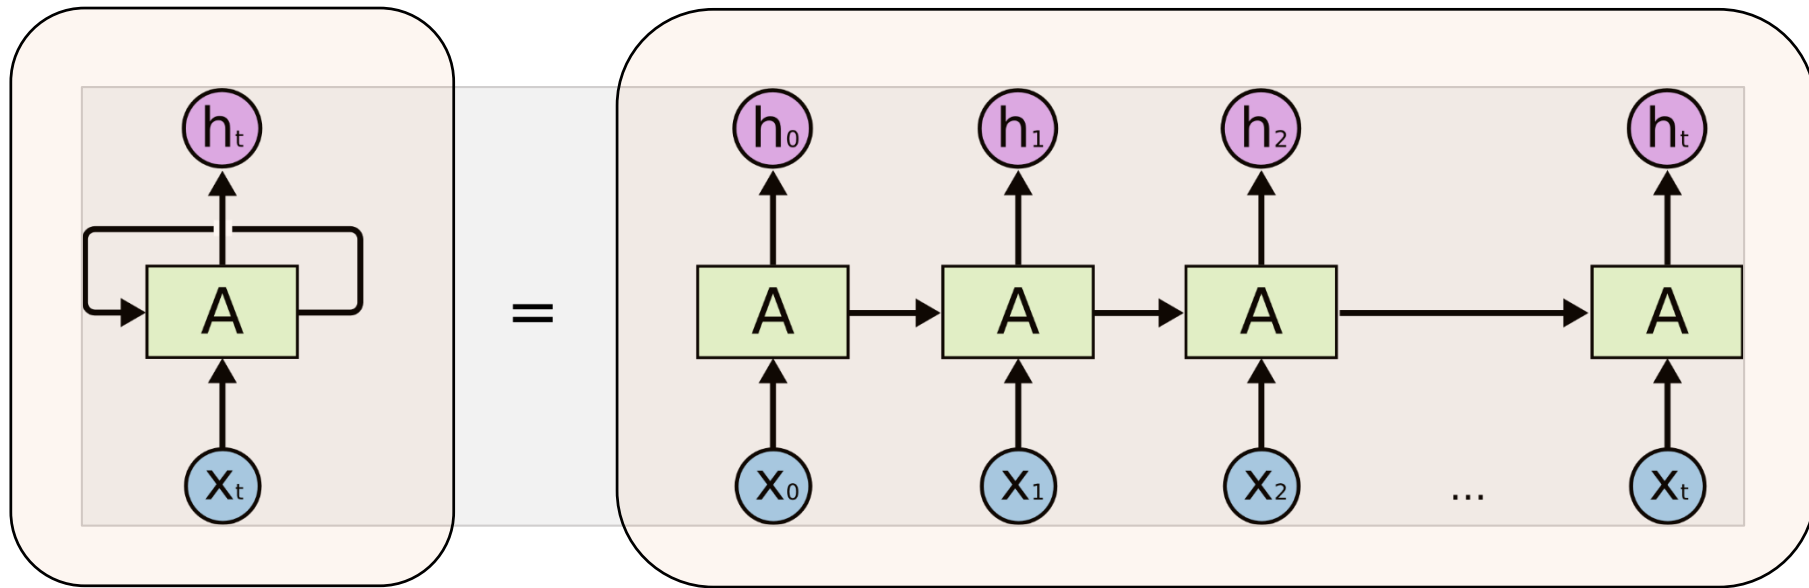 ht h0 h1 h2 ht
A = A A A A
xt x0 x1 x2 ... xt